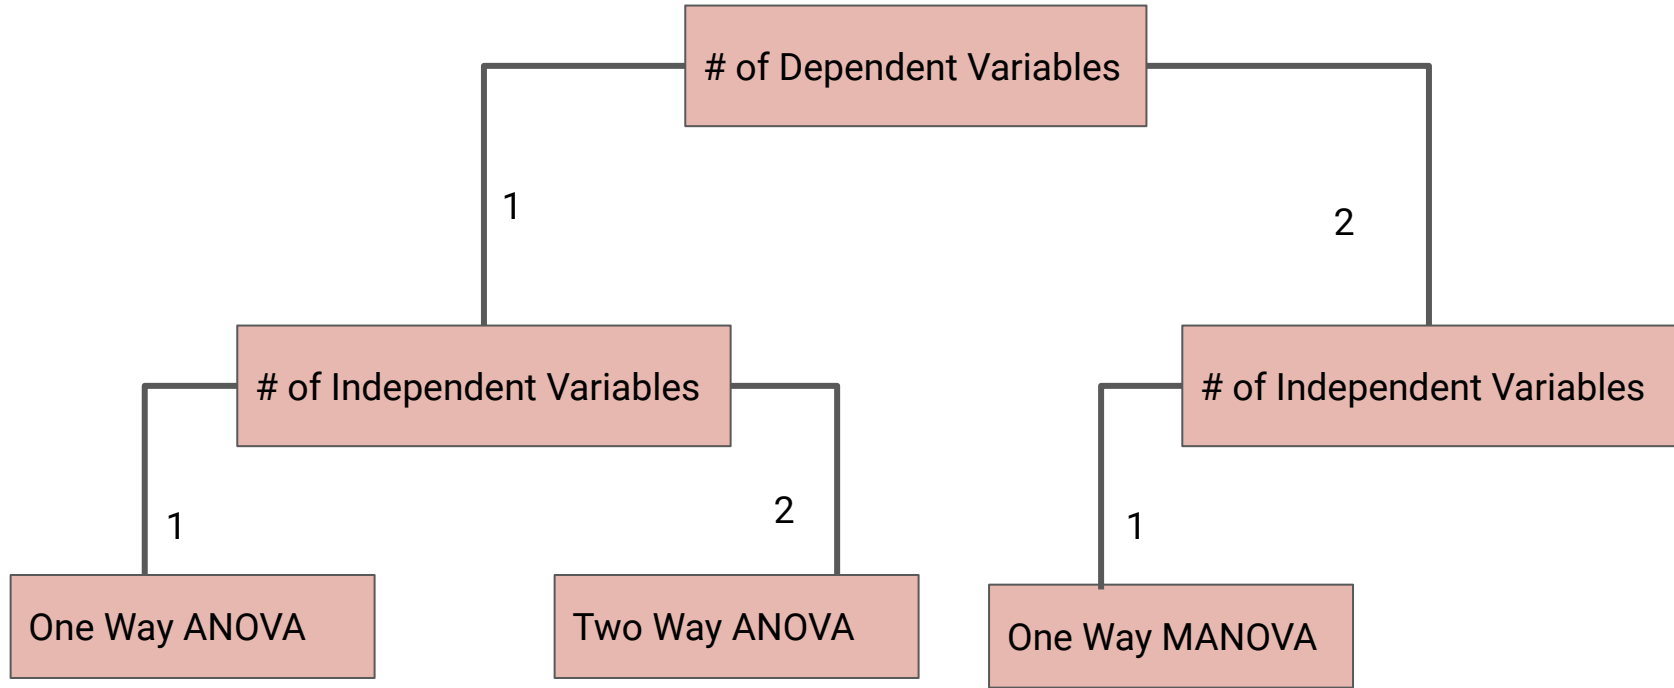 # of Dependent Variables
1
2
# of Independent Variables
# of Independent Variables
1
2
1
One Way ANOVA
Two Way ANOVA
One Way MANOVA